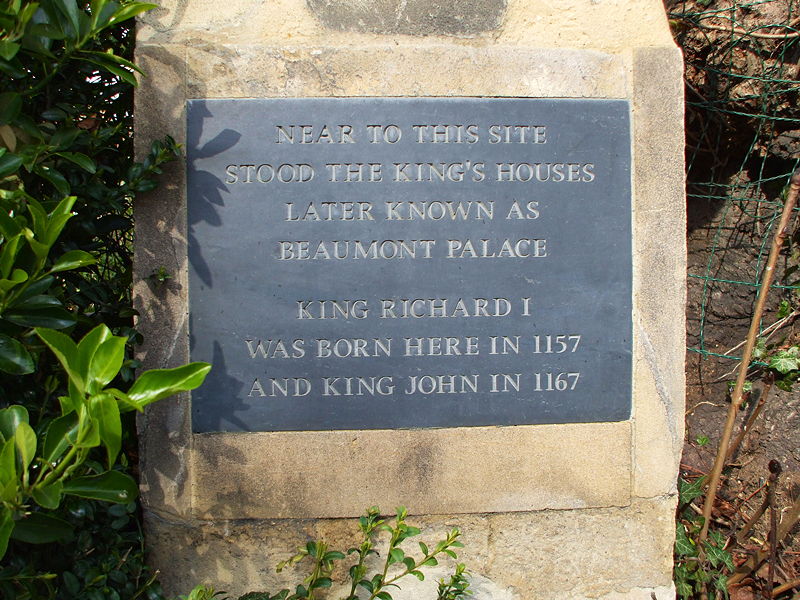 NEAR TO THIS SITE
STOOD THE KING'S HOUSES
LATER KNOWN AS
BEAUMONT PALACE
KING RICHARD I
WAS BORN HERE IN 1157
AND KING JOHN IN 1167